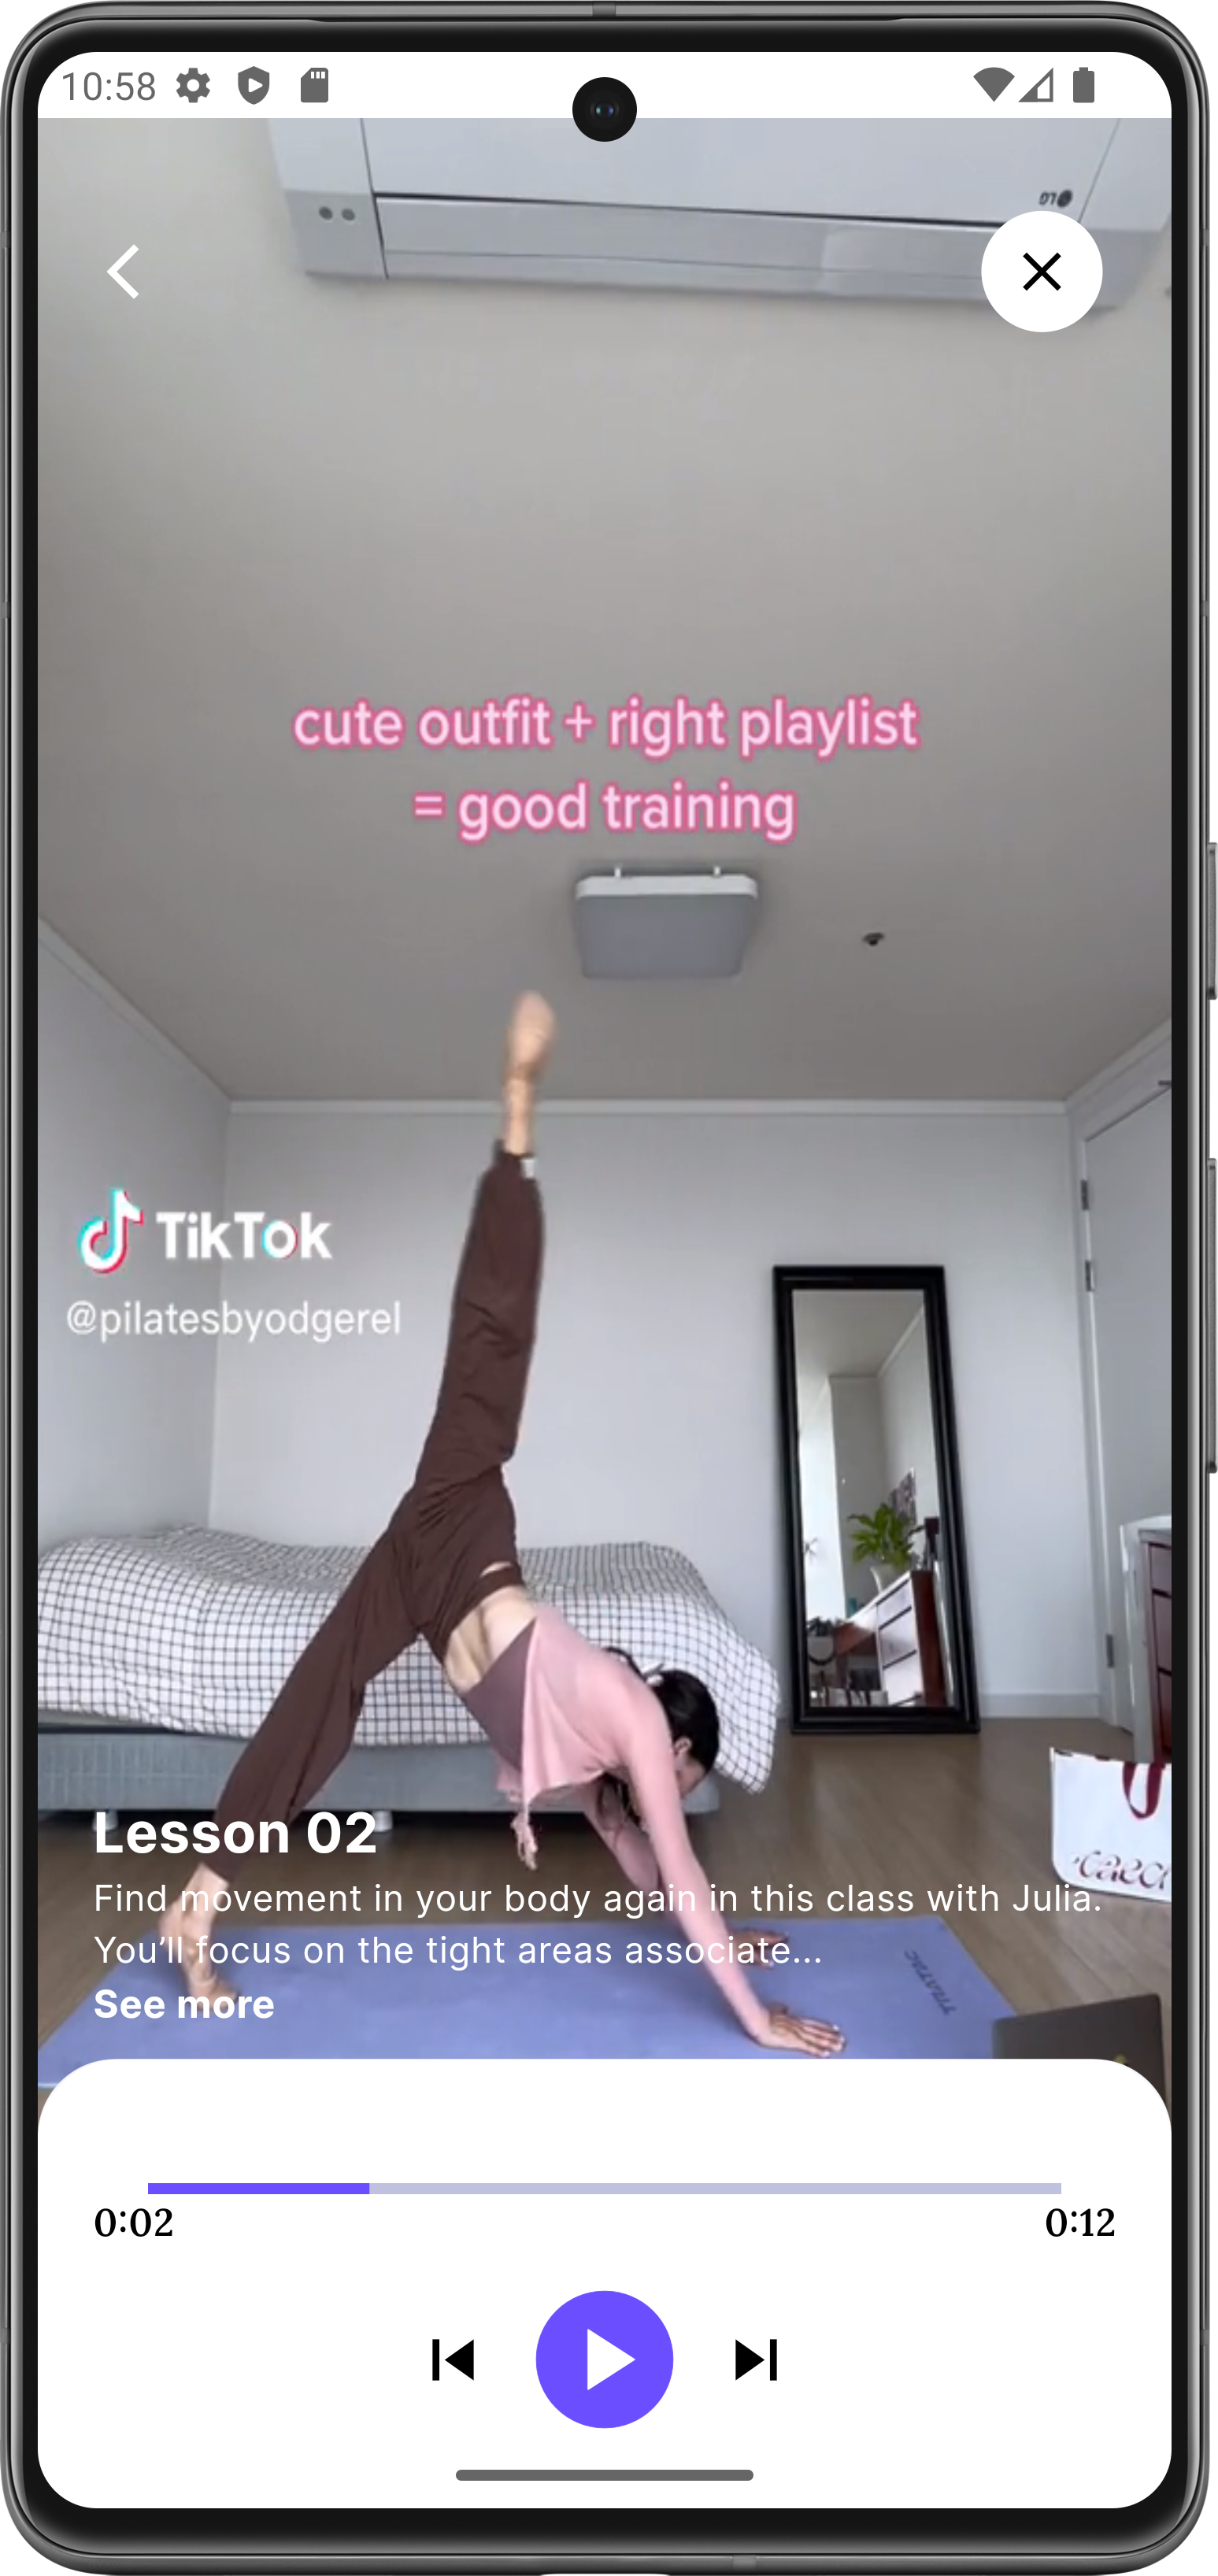 10:58
LG
cute outfit + right playlist
= good training
TikTok
@pilatesbyodgerel
Lesson 02
Find movement in your body again in this class with Julia.
You’ll focus on the tight areas associate...
See more
0:02
0:12